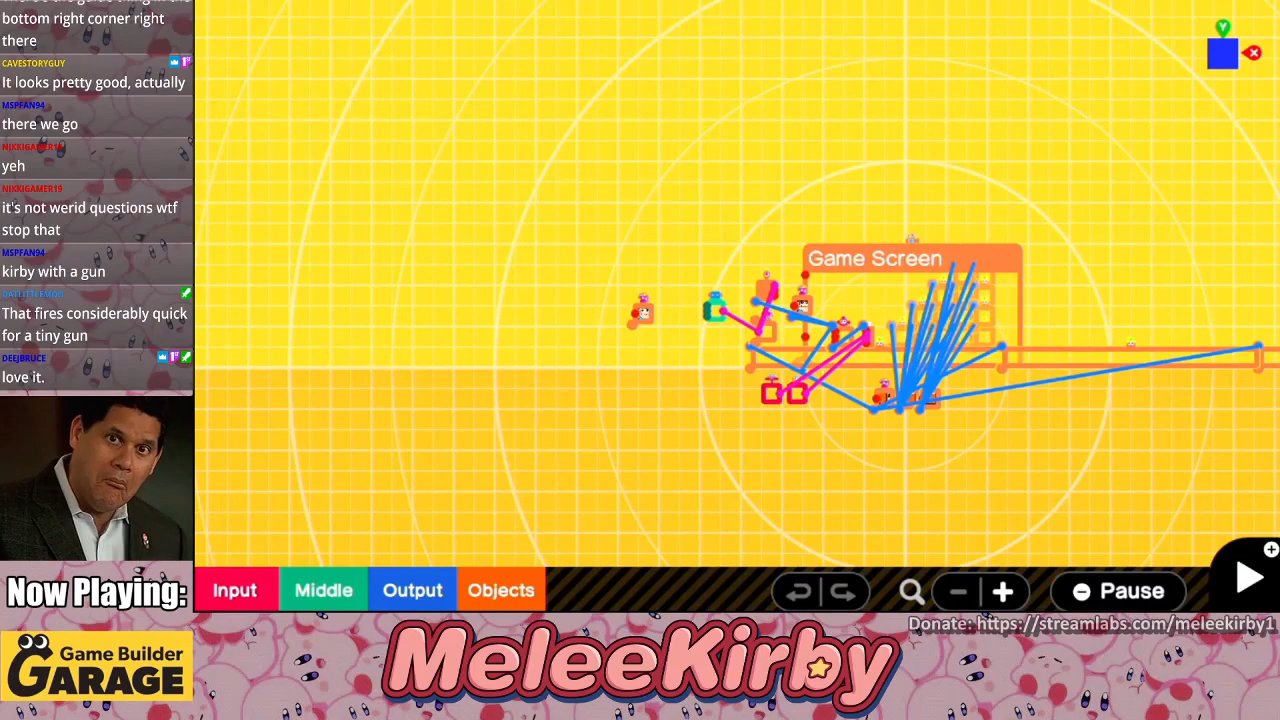 bottom right corner right
there
CAVESTORYGUY
It looks pretty good, actually
MSPFAN94
there we go
NIKKIGAMER19
yeh
NIKKIGAMER19
it's not werid questions wtf
stop that
MSPFAN94
kirby with a gun
That fires considerably quick
for a tiny gun
DEEJBRUCE
love it.
Y
X
Game Screen
Input
Middle
Output
Objects
Pause
Now Playing:
Game Builder
GARAGE
MeleeKirby
Donate: https://streamlabs.com/meleekirby1